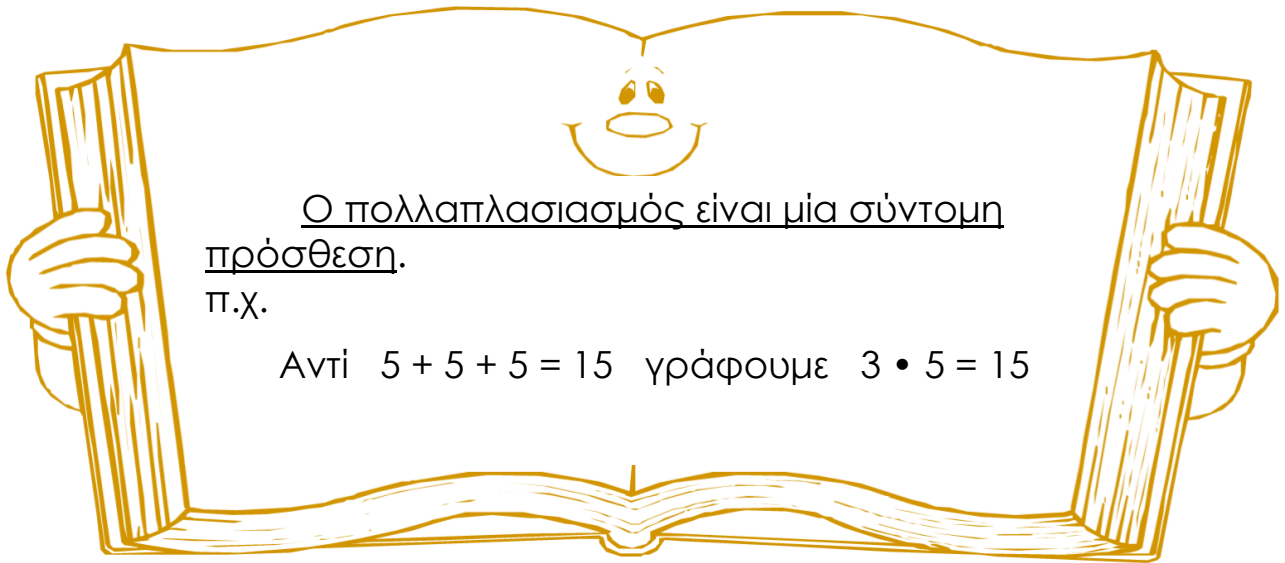 Ο πολλαπλασιασμός είναι μία σύντομη
πρόσθεση.
π.χ.
Αντί 5 + 5 + 5 = 15 γράφουμε 3 • 5 = 15